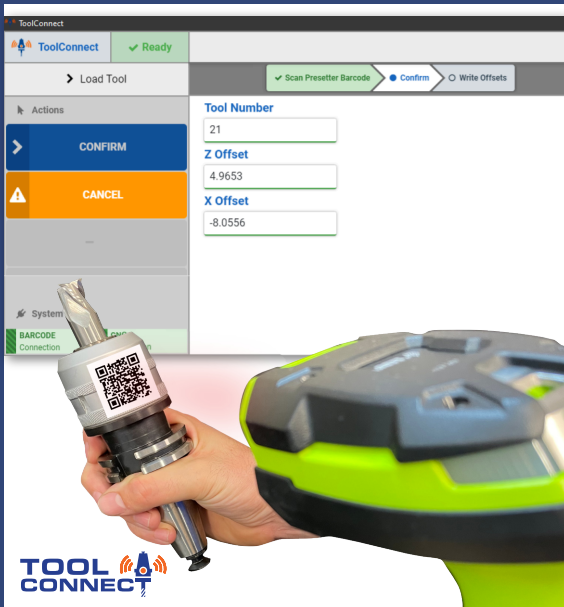 ToolConnect
ToolConnect
Ready
Load Tool
Scan Presetter Barcode
Confirm
Write Offsets
Actions
Tool Number
21
CONFIRM
Z Offset
4.9653
CANCEL
X Offset
-8.0556
...
System
BARCODE
Connection
TOOL
CONNECT